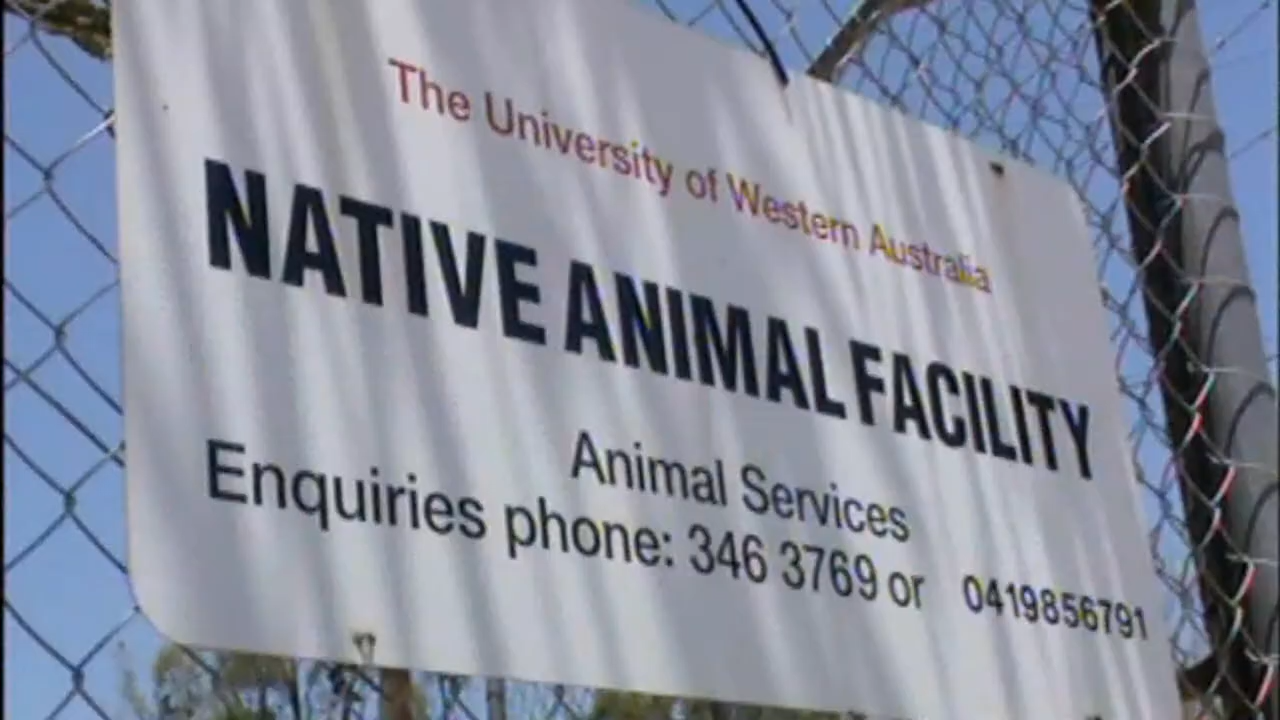 The University of Western Australia
NATIVE ANIMAL FACILITY
Animal Services
Enquiries phone: 346 3769 or 0419856791